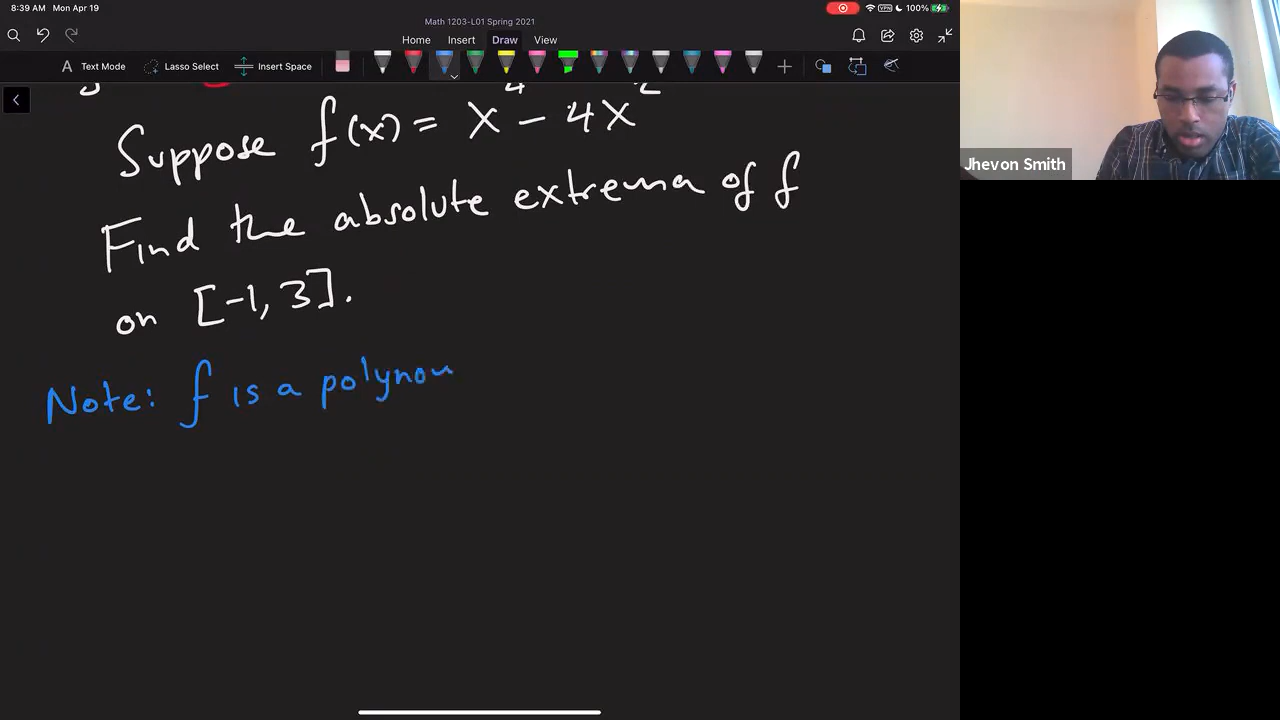 8:39 AM Mon Apr 19
100%
Math 1203-L01 Spring 2021
Home Insert Draw View
Text Mode Lasso Select Insert Space
Suppose f(x) = x⁴ - 4x²
Find the absolute extrema of f
on [-1, 3].
Note: f is a polynom
Jhevon Smith